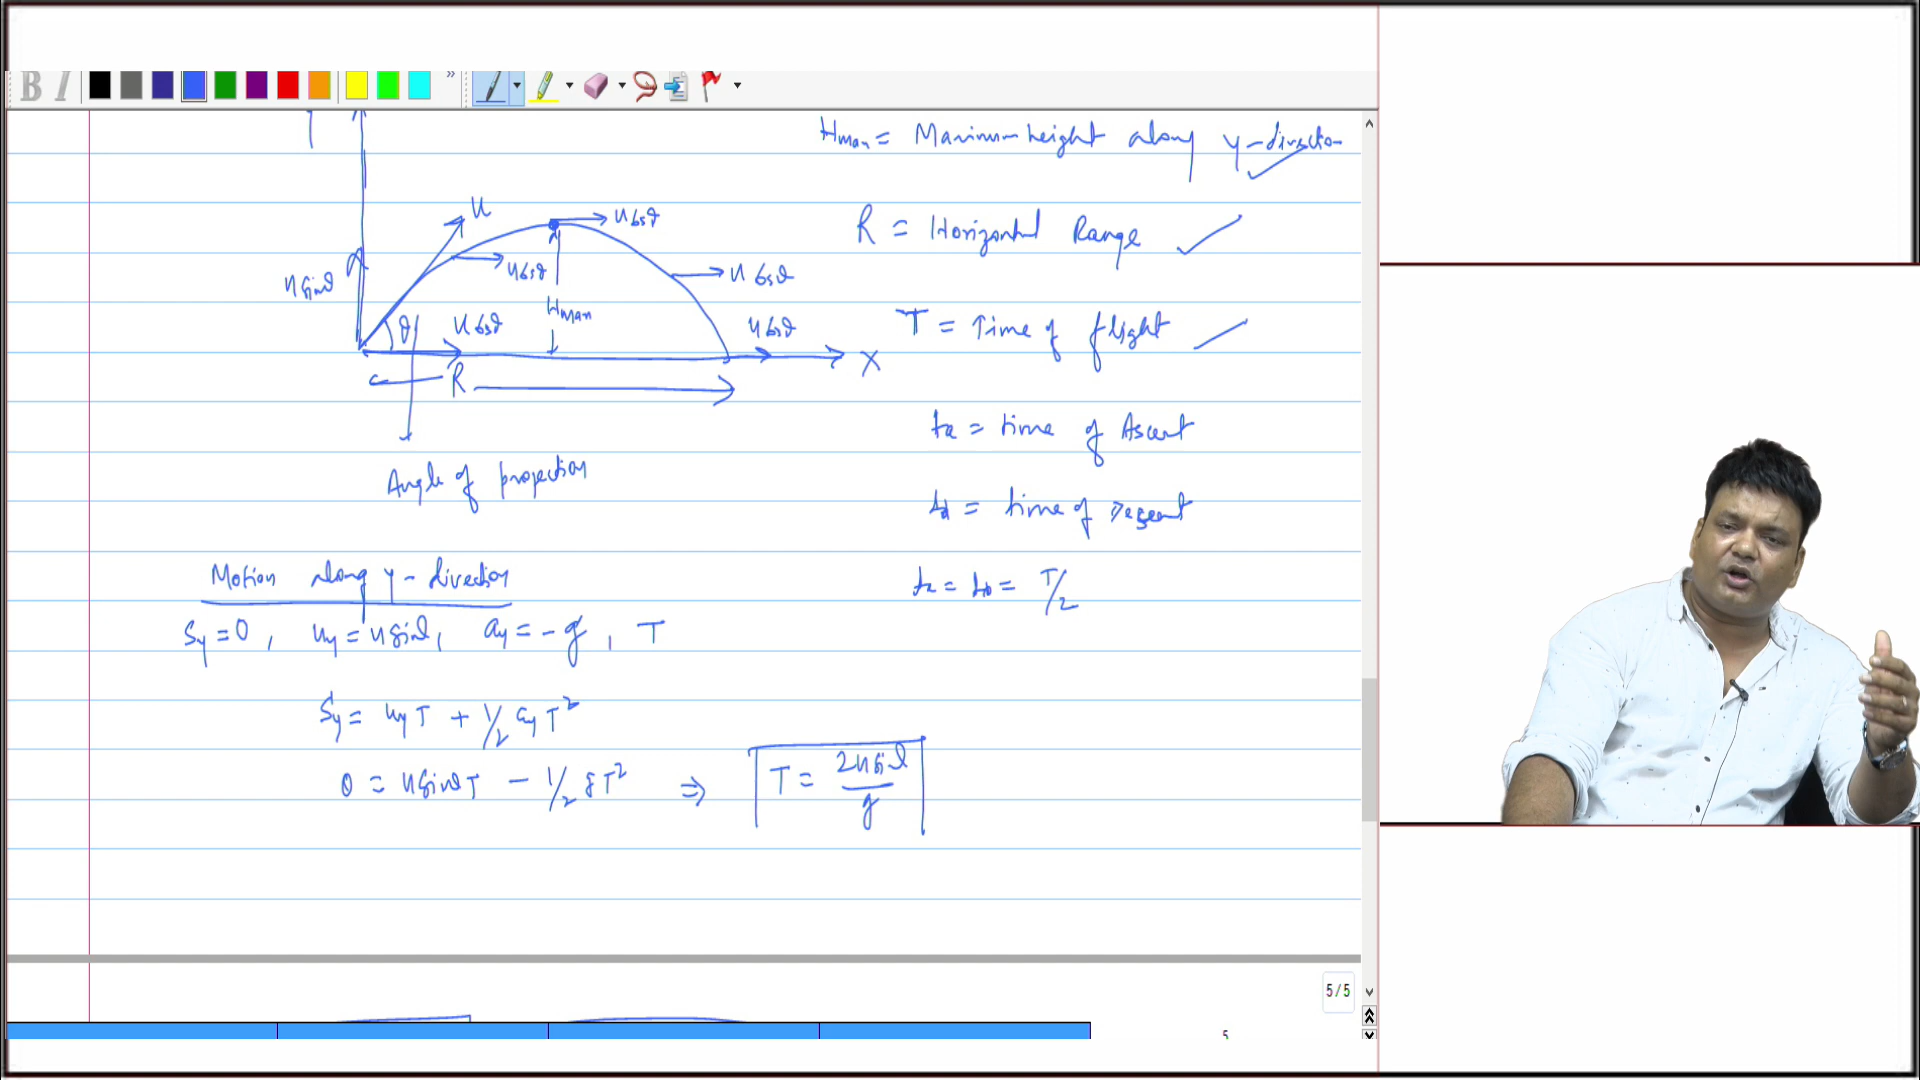 B I
Y
Hmax = Maximum height along y-direction
u
u cosθ
R = Horizontal Range
u sinθ
u cosθ
u cosθ
Hmax
θ
u cosθ
u cosθ
X
T = Time of flight
R
ta = time of Ascent
Angle of projection
td = time of Descent
Motion along y-direction
ta = td = T/2
Sy = 0, uy = u sinθ, ay = -g, T
Sy = uy T + 1/2 ay T²
0 = u sinθ T - 1/2 g T² ⇒ T = 2u sinθ / g
5/5
5